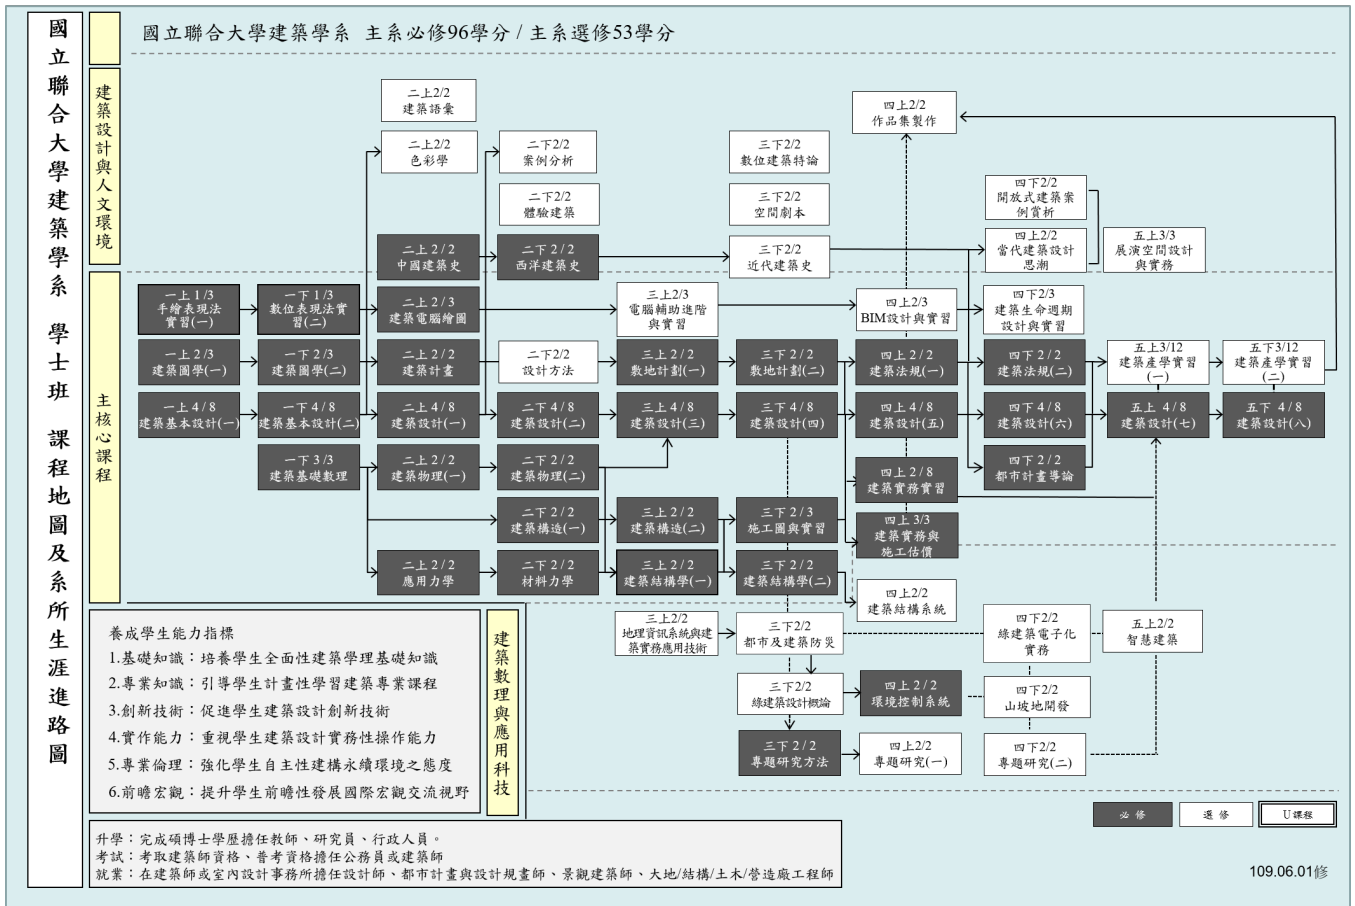 國立聯合大學建築學系 學士班 課程地圖及系所生涯進路圖
國立聯合大學建築學系 主系必修96學分 / 主系選修53學分
建築設計與人文環境
二上2/2
建築語彙
四上2/2
作品集製作
二上2/2
色彩學
二下2/2
案例分析
三下2/2
數位建築特論
二下2/2
體驗建築
三下2/2
空間劇本
四下2/2
開放式建築案
例賞析
二上 2 / 2
中國建築史
二下 2 / 2
西洋建築史
三下2/2
近代建築史
四上2/2
當代建築設計
思潮
五上3/3
展演空間設計
與實務
主核心課程
一上 1 /3
手繪表現法
實習(一)
一下 1/3
數位表現法實
習(二)
二上 2 / 3
建築電腦繪圖
三上2/3
電腦輔助進階
與實習
四上2/3
BIM設計與實習
四下2/3
建築生命週期
設計與實習
一上 2 /3
建築圖學(一)
一下 2 /3
建築圖學(二)
二上 2 / 2
建築計畫
二下2/2
設計方法
三上 2 / 2
敷地計劃(一)
三下 2 / 2
敷地計劃(二)
四上 2 / 2
建築法規(一)
四下 2 / 2
建築法規(二)
五上3/12
建築產學實習
(一)
五下3/12
建築產學實習
(二)
一上 4 / 8
建築基本設計(一)
一下 4 / 8
建築基本設計(二)
二上 4 / 8
建築設計(一)
二下 4 / 8
建築設計(二)
三上 4 / 8
建築設計(三)
三下 4 / 8
建築設計(四)
四上 4 / 8
建築設計(五)
四下 4 / 8
建築設計(六)
五上 4 / 8
建築設計(七)
五下 4 / 8
建築設計(八)
一下 3 /3
建築基礎數理
二上 2 / 2
建築物理(一)
二下 2 / 2
建築物理(二)
四上 2 / 8
建築實務實習
四下 2 / 2
都市計畫導論
二下 2 / 2
建築構造(一)
三上 2 / 2
建築構造(二)
三下 2 / 3
施工圖與實習
四上 3/3
建築實務與
施工估價
二上 2 / 2
應用力學
二下 2 / 2
材料力學
三上 2 / 2
建築結構學(一)
三下 2 / 2
建築結構學(二)
四上2/2
建築結構系統
建築數理與應用科技
三上2/2
地理資訊系統與建
築實務應用技術
三下2/2
都市及建築防災
四下2/2
綠建築電子化
實務
五上2/2
智慧建築
三下2/2
綠建築設計概論
四上 2 / 2
環境控制系統
四下2/2
山坡地開發
三下 2 / 2
專題研究方法
四上2/2
專題研究(一)
四下2/2
專題研究(二)
養成學生能力指標
1.基礎知識：培養學生全面性建築學理基礎知識
2.專業知識：引導學生計畫性學習建築專業課程
3.創新技術：促進學生建築設計創新技術
4.實作能力：重視學生建築設計實務性操作能力
5.專業倫理：強化學生自主性建構永續環境之態度
6.前瞻宏觀：提升學生前瞻性發展國際宏觀交流視野
必 修
選 修
U課程
升學：完成碩博士學歷擔任教師、研究員、行政人員。
考試：考取建築師資格、普考資格擔任公務員或建築師
就業：在建築師或室內設計事務所擔任設計師、都市計畫與設計規畫師、景觀建築師、大地/結構/土木/營造廠工程師
109.06.01修